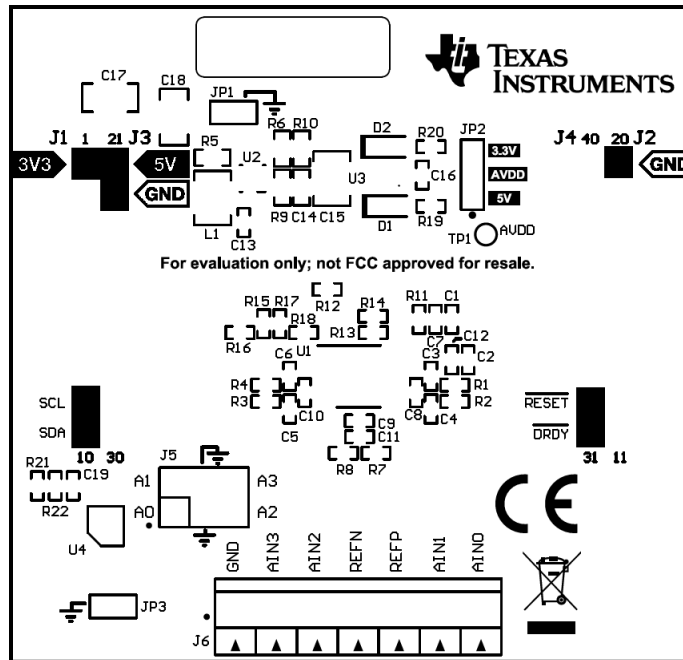 TEXAS
INSTRUMENTS
C17
C18
JP1
J1 1 21 J3
3V3
5V
GND
R5
U2
R6 R10
D2
R20
JP2
3.3V
AVDD
5V
J4 40 20 J2
GND
U3
C16
L1
C13
R9 C14 C15
D1
R19
TP1
AVDD
For evaluation only; not FCC approved for resale.
R12
R15 R17
R18
R14
R11 C1
R16
U1
R13
C7
C12
C6
C3
C2
R4
R1
R3
R2
C10
C8
C5
C4
C9
C11
R8 R7
SCL
SDA
10 30
RESET
DRDY
31 11
R21
C19
R22
U4
J5
A1
A3
A0
A2
GND
AIN3
AIN2
REFN
REFP
AIN1
AIN0
JP3
J6
CE